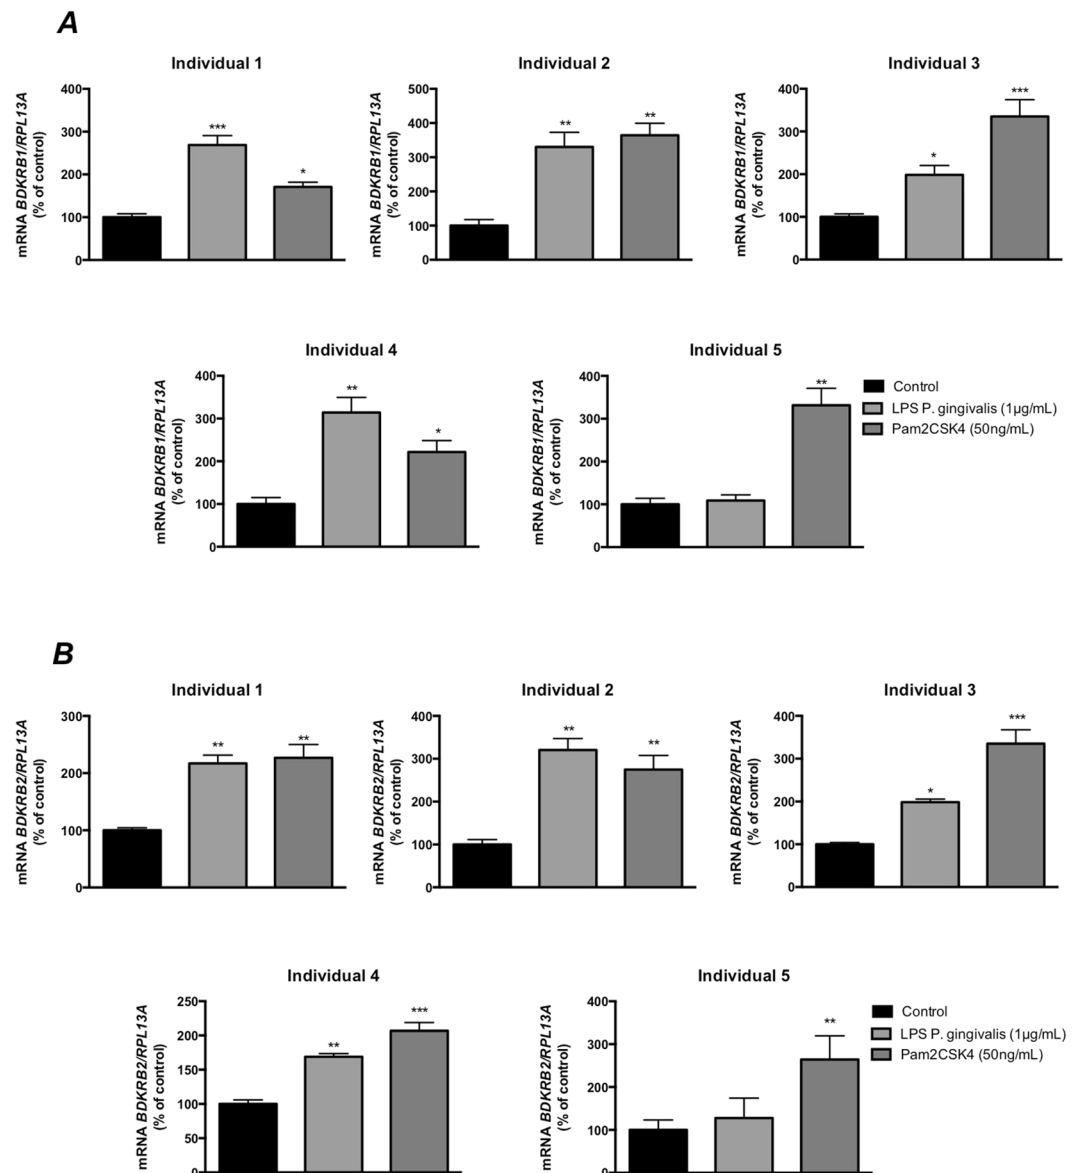 A
Individual 1
mRNA BDKRB1/RPL13A
(% of control)
400
300
200
100
0
***
*
Individual 2
mRNA BDKRB1/RPL13A
(% of control)
500
400
300
200
100
0
**
**
Individual 3
mRNA BDKRB1/RPL13A
(% of control)
400
300
200
100
0
*
***
Individual 4
mRNA BDKRB1/RPL13A
(% of control)
400
300
200
100
0
**
*
Individual 5
mRNA BDKRB1/RPL13A
(% of control)
400
300
200
100
0
**
Control
LPS P. gingivalis (1µg/mL)
Pam2CSK4 (50ng/mL)
B
Individual 1
mRNA BDKRB2/RPL13A
(% of control)
300
200
100
0
**
**
Individual 2
mRNA BDKRB2/RPL13A
(% of control)
400
300
200
100
0
**
**
Individual 3
mRNA BDKRB2/RPL13A
(% of control)
400
300
200
100
0
*
***
Individual 4
mRNA BDKRB2/RPL13A
(% of control)
250
200
150
100
50
0
**
***
Individual 5
mRNA BDKRB2/RPL13A
(% of control)
400
300
200
100
0
**
Control
LPS P. gingivalis (1µg/mL)
Pam2CSK4 (50ng/mL)